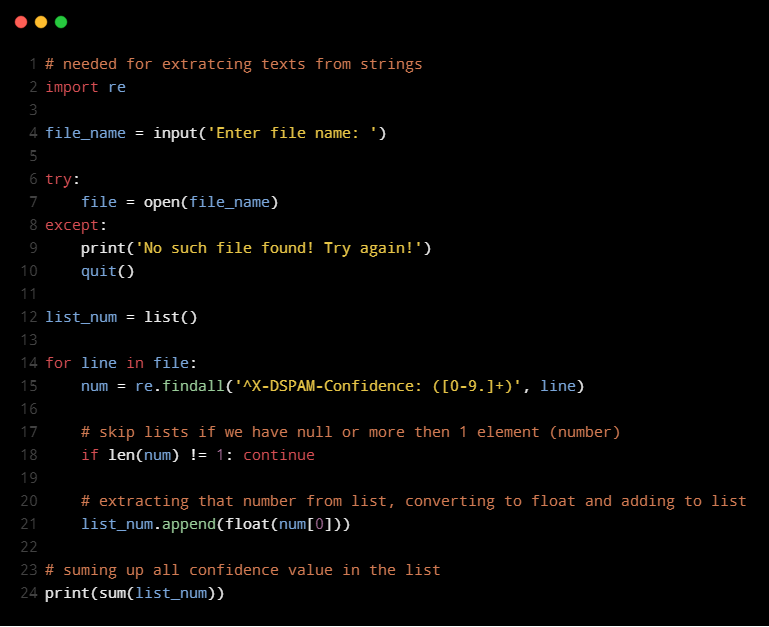 1 # needed for extratcing texts from strings
2 import re
3
4 file_name = input('Enter file name: ')
5
6 try:
7     file = open(file_name)
8 except:
9     print('No such file found! Try again!')
10     quit()
11
12 list_num = list()
13
14 for line in file:
15     num = re.findall('^X-DSPAM-Confidence: ([0-9.]+)', line)
16
17     # skip lists if we have null or more then 1 element (number)
18     if len(num) != 1: continue
19
20     # extracting that number from list, converting to float and adding to list
21     list_num.append(float(num[0]))
22
23 # suming up all confidence value in the list
24 print(sum(list_num))